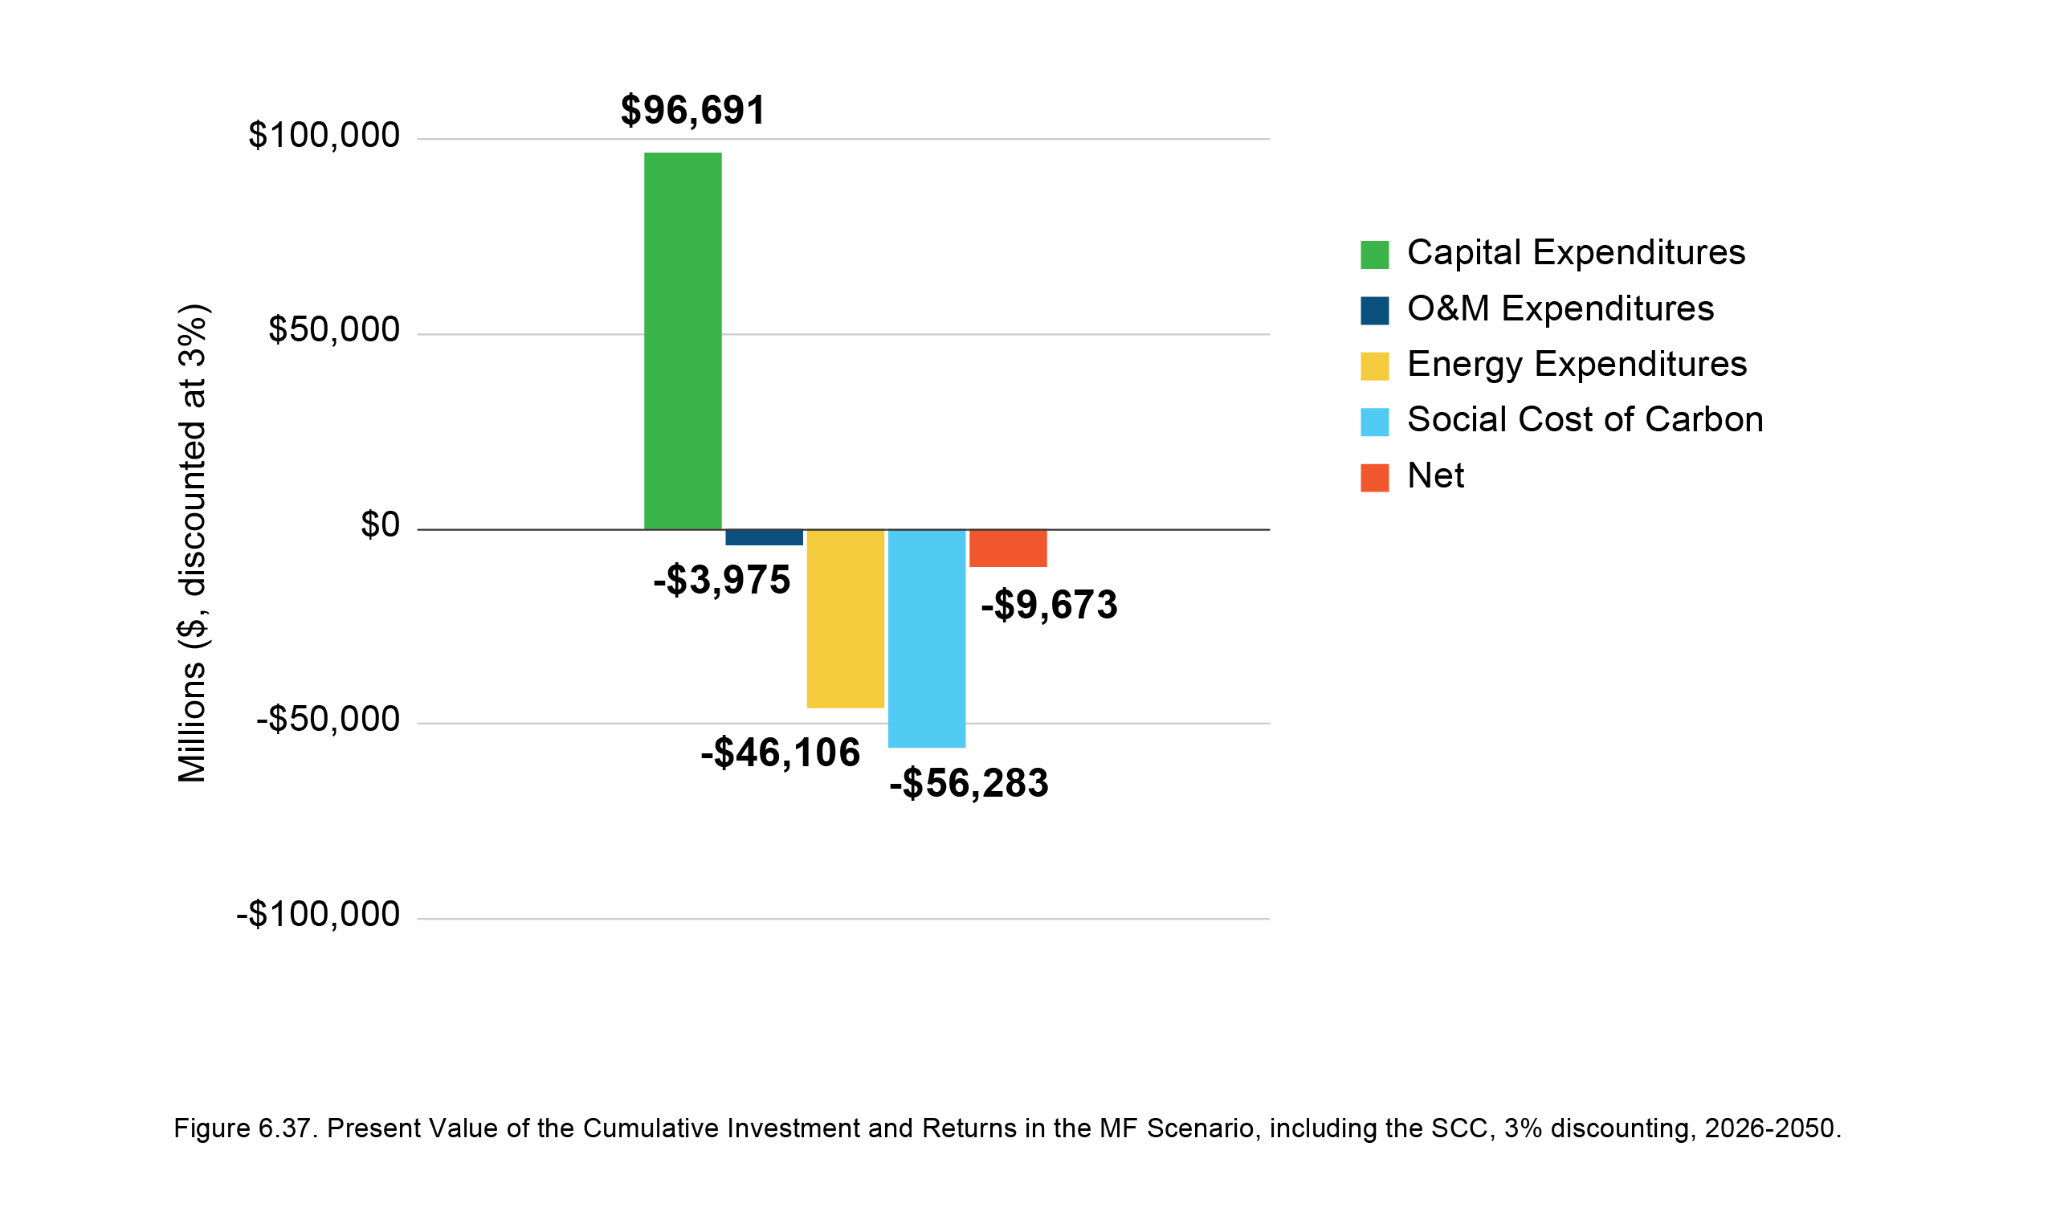 $96,691
$100,000
$50,000
$0
-$50,000
-$100,000
Millions ($, discounted at 3%)
-$3,975
-$9,673
-$46,106
-$56,283
Capital Expenditures
O&M Expenditures
Energy Expenditures
Social Cost of Carbon
Net
Figure 6.37. Present Value of the Cumulative Investment and Returns in the MF Scenario, including the SCC, 3% discounting, 2026-2050.